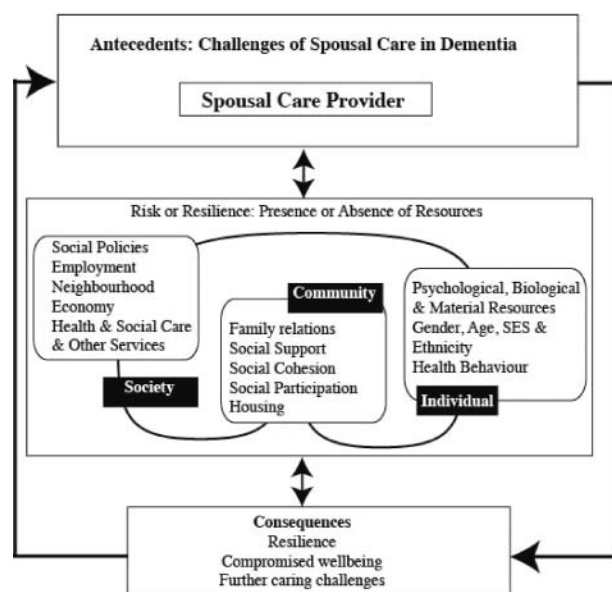 Antecedents: Challenges of Spousal Care in Dementia
Spousal Care Provider
Risk or Resilience: Presence or Absence of Resources
Social Policies
Employment
Neighbourhood
Economy
Health & Social Care
& Other Services
Society
Community
Family relations
Social Support
Social Cohesion
Social Participation
Housing
Psychological, Biological
& Material Resources
Gender, Age, SES &
Ethnicity
Health Behaviour
Individual
Consequences
Resilience
Compromised wellbeing
Further caring challenges